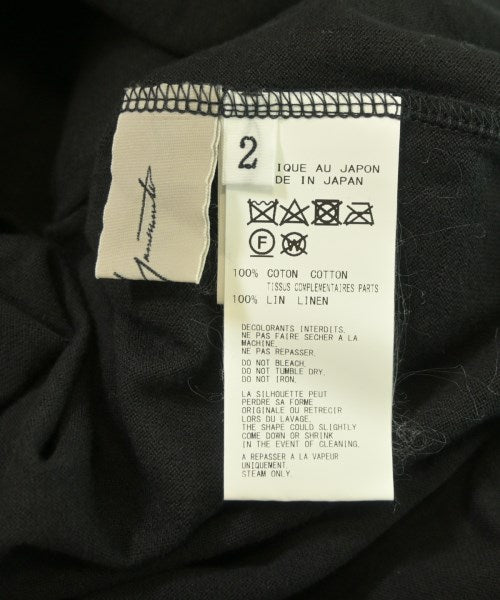 Yamamoto
2
IQUE AU JAPON
DE IN JAPAN
F W
100% COTON COTTON
TISSUS COMPLEMENTAIRES PARTS
100% LIN LINEN
DECOLORANTS INTERDITS.
NE PAS FAIRE SECHER A LA
MACHINE.
NE PAS REPASSER.
DO NOT BLEACH.
DO NOT TUMBLE DRY.
DO NOT IRON.
LA SILHOUETTE PEUT
PERDRE SA FORME
ORIGINALE OU RETRECIR
LORS DU LAVAGE.
THE SHAPE COULD SLIGHTLY
COME DOWN OR SHRINK
IN THE EVENT OF CLEANING.
A REPASSER A LA VAPEUR
UNIQUEMENT
STEAM ONLY.